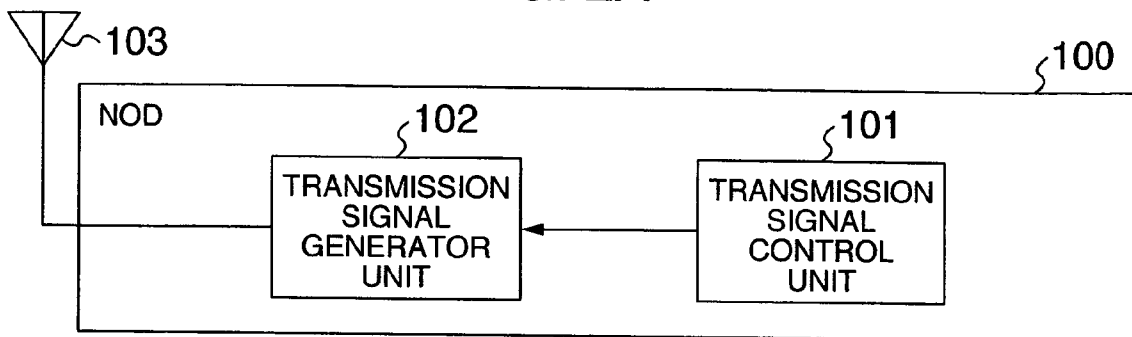 103
100
NOD
102
101
TRANSMISSION
SIGNAL
GENERATOR
UNIT
TRANSMISSION
SIGNAL
CONTROL
UNIT